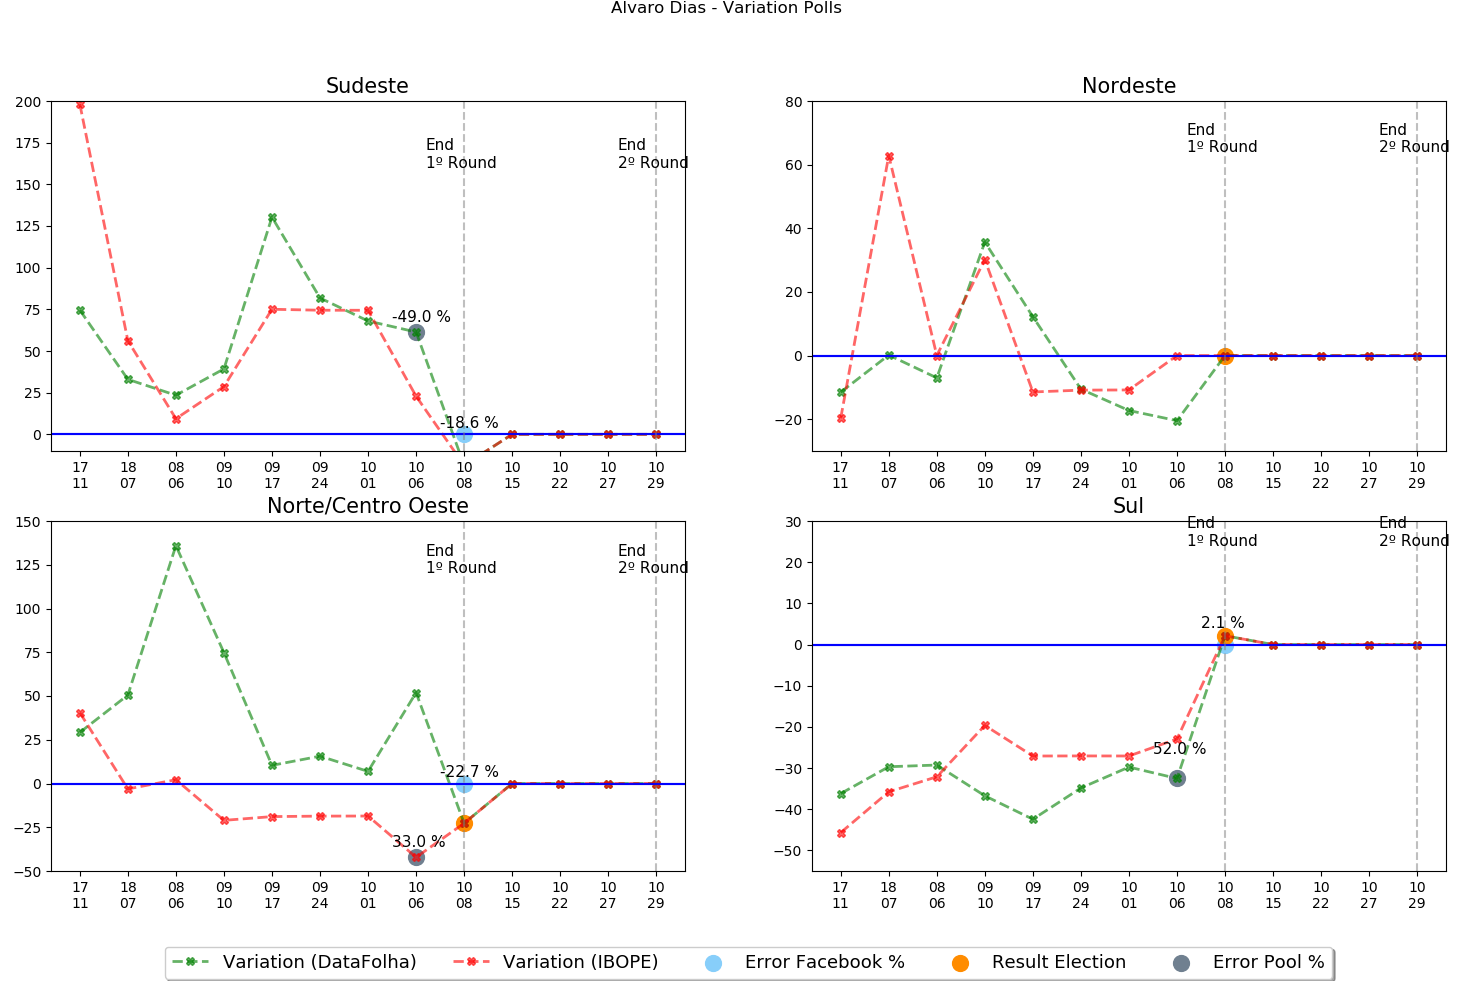 Alvaro Dias - Variation Polls
Sudeste
200
175
150
125
100
75
50
25
0
End
1º Round
End
2º Round
-49.0 %
-18.6 %
17 18 08 09 09 09 10 10 10 10 10 10 10
11 07 06 10 17 24 01 06 08 15 22 27 29
Nordeste
80
60
40
20
0
−20
End
1º Round
End
2º Round
17 18 08 09 09 09 10 10 10 10 10 10 10
11 07 06 10 17 24 01 06 08 15 22 27 29
Norte/Centro Oeste
150
125
100
75
50
25
0
−25
−50
End
1º Round
End
2º Round
-22.7 %
33.0 %
17 18 08 09 09 09 10 10 10 10 10 10 10
11 07 06 10 17 24 01 06 08 15 22 27 29
Sul
30
20
10
0
−10
−20
−30
−40
−50
End
1º Round
End
2º Round
2.1 %
52.0 %
17 18 08 09 09 09 10 10 10 10 10 10 10
11 07 06 10 17 24 01 06 08 15 22 27 29
Variation (DataFolha) Variation (IBOPE) Error Facebook % Result Election Error Pool %